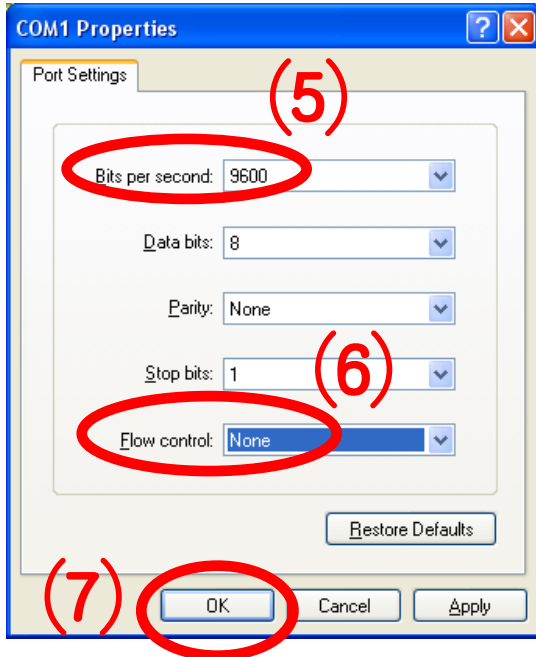 COM1 Properties
Port Settings
(5)
Bits per second: 9600
Data bits: 8
Parity: None
Stop bits: 1
(6)
Flow control: None
Restore Defaults
(7)
OK Cancel Apply